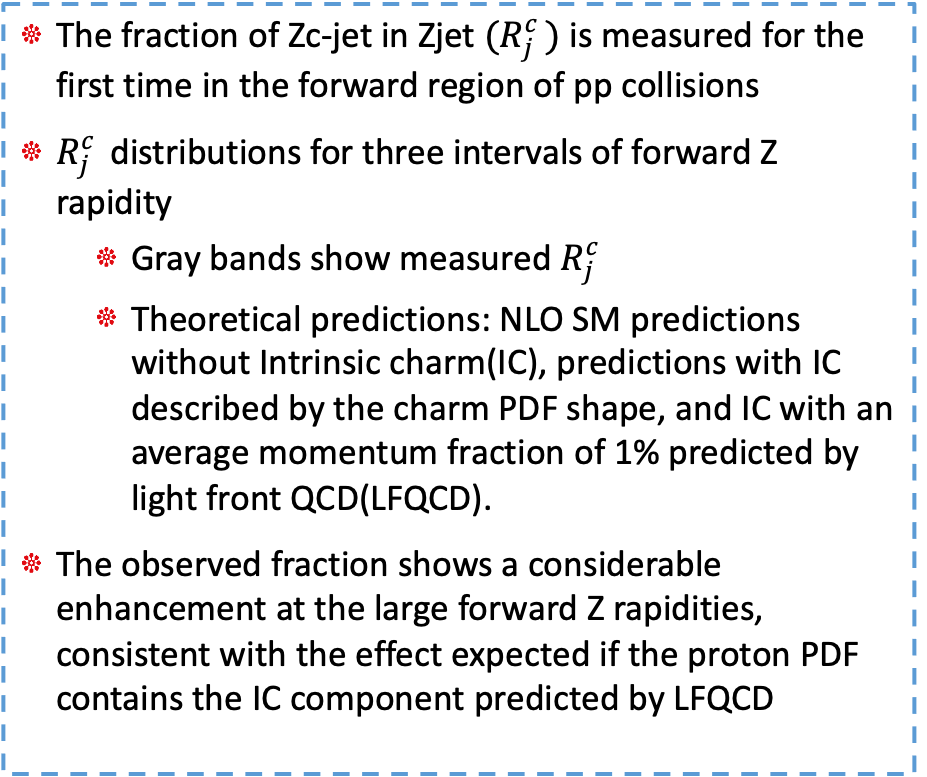 The fraction of Zc-jet in Zjet (R_j^c) is measured for the
first time in the forward region of pp collisions
R_j^c distributions for three intervals of forward Z
rapidity
Gray bands show measured R_j^c
Theoretical predictions: NLO SM predictions
without Intrinsic charm(IC), predictions with IC
described by the charm PDF shape, and IC with an
average momentum fraction of 1% predicted by
light front QCD(LFQCD).
The observed fraction shows a considerable
enhancement at the large forward Z rapidities,
consistent with the effect expected if the proton PDF
contains the IC component predicted by LFQCD